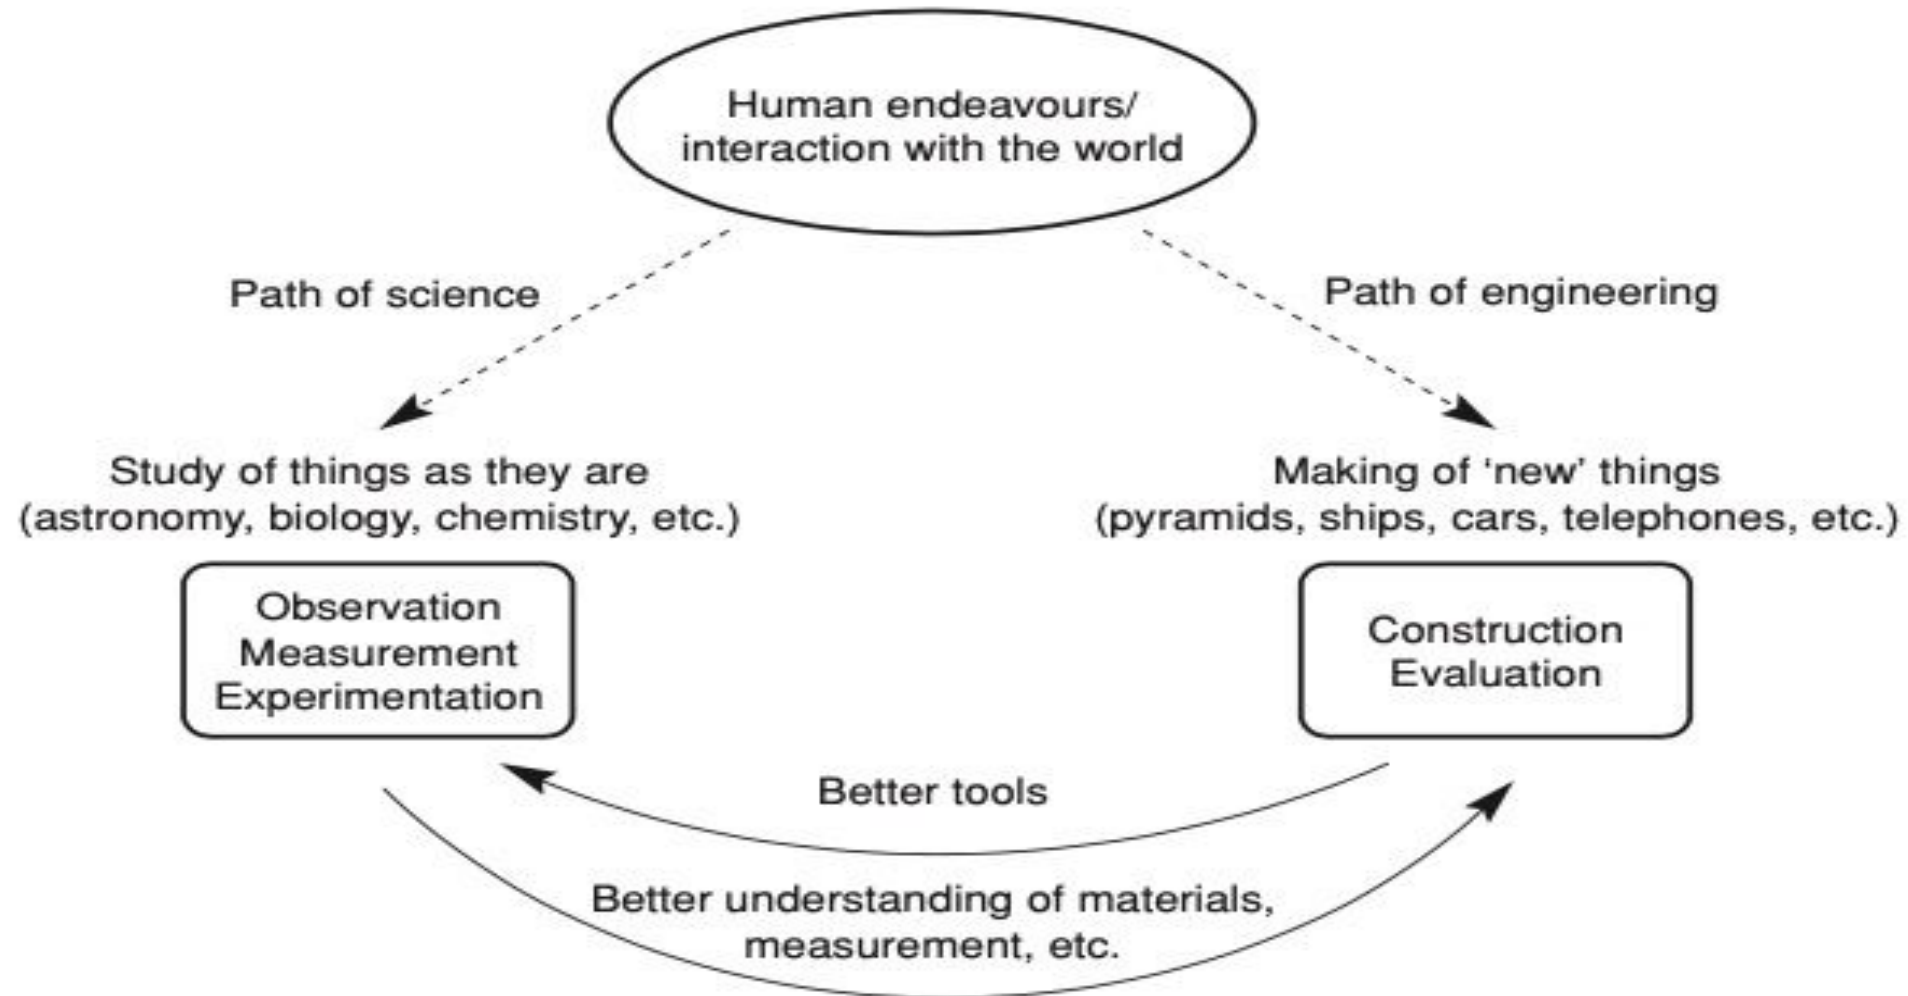 Human endeavours/
interaction with the world
Path of science
Path of engineering
Study of things as they are
(astronomy, biology, chemistry, etc.)
Making of ‘new’ things
(pyramids, ships, cars, telephones, etc.)
Observation
Measurement
Experimentation
Construction
Evaluation
Better tools
Better understanding of materials,
measurement, etc.